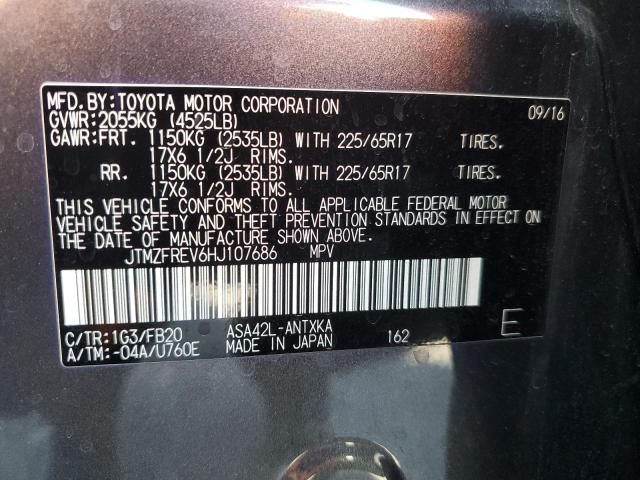 MFD.BY:TOYOTA MOTOR CORPORATION 09/16
GVWR:2055KG (4525LB)
GAWR:FRT. 1150KG (2535LB) WITH 225/65R17 TIRES.
17X6 1/2J RIMS.
RR. 1150KG (2535LB) WITH 225/65R17 TIRES.
17X6 1/2J RIMS.
THIS VEHICLE CONFORMS TO ALL APPLICABLE FEDERAL MOTOR
VEHICLE SAFETY AND THEFT PREVENTION STANDARDS IN EFFECT ON
THE DATE OF MANUFACTURE SHOWN ABOVE.
JTMZFREV6HJ107686 MPV
C/TR:1G3/FB20 ASA42L-ANTXKA
A/TM:-04A/U760E MADE IN JAPAN 162 E